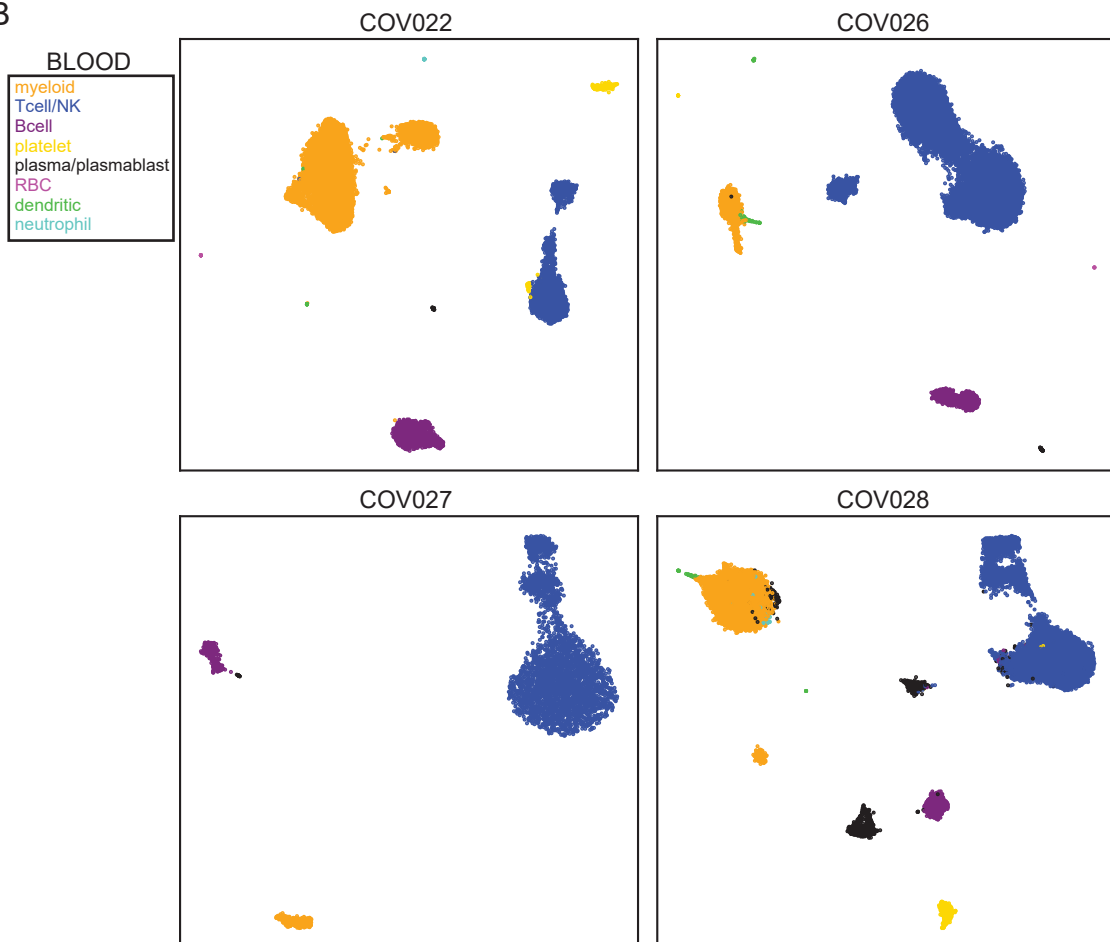 B
COV022
COV026
BLOOD
myeloid
Tcell/NK
Bcell
platelet
plasma/plasmablast
RBC
dendritic
neutrophil
COV027
COV028